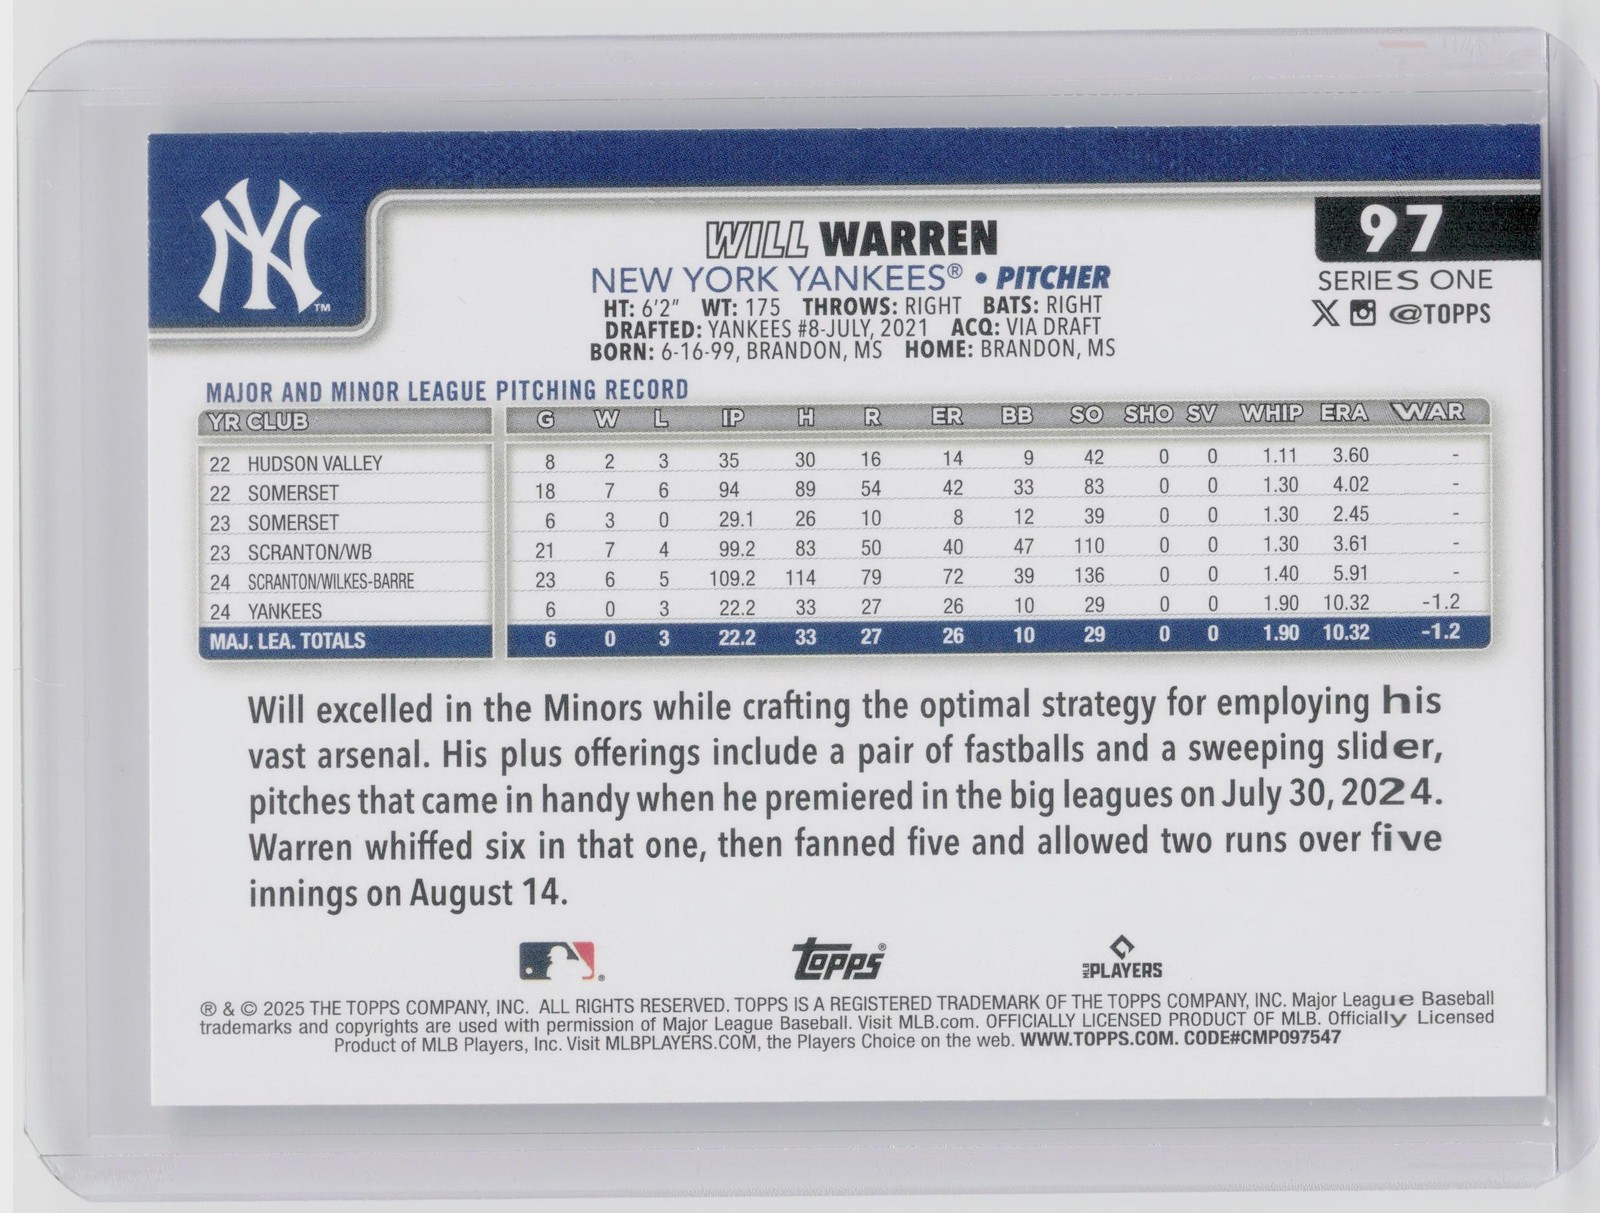 NY
TM
97
SERIES ONE
@TOPPS
WILL WARREN
NEW YORK YANKEES® • PITCHER
HT: 6'2" WT: 175 THROWS: RIGHT BATS: RIGHT
DRAFTED: YANKEES #8-JULY, 2021 ACQ: VIA DRAFT
BORN: 6-16-99, BRANDON, MS HOME: BRANDON, MS
MAJOR AND MINOR LEAGUE PITCHING RECORD
YR CLUB G W L IP H R ER BB SO SHO SV WHIP ERA WAR
22 HUDSON VALLEY 8 2 3 35 30 16 14 9 42 0 0 1.11 3.60 -
22 SOMERSET 18 7 6 94 89 54 42 33 83 0 0 1.30 4.02 -
23 SOMERSET 6 3 0 29.1 26 10 8 12 39 0 0 1.30 2.45 -
23 SCRANTON/WB 21 7 4 99.2 83 50 40 47 110 0 0 1.30 3.61 -
24 SCRANTON/WILKES-BARRE 23 6 5 109.2 114 79 72 39 136 0 0 1.40 5.91 -
24 YANKEES 6 0 3 22.2 33 27 26 10 29 0 0 1.90 10.32 -1.2
MAJ. LEA. TOTALS 6 0 3 22.2 33 27 26 10 29 0 0 1.90 10.32 -1.2
Will excelled in the Minors while crafting the optimal strategy for employing his
vast arsenal. His plus offerings include a pair of fastballs and a sweeping slider,
pitches that came in handy when he premiered in the big leagues on July 30, 2024.
Warren whiffed six in that one, then fanned five and allowed two runs over five
innings on August 14.
Topps®
MLB PLAYERS
® & © 2025 THE TOPPS COMPANY, INC. ALL RIGHTS RESERVED. TOPPS IS A REGISTERED TRADEMARK OF THE TOPPS COMPANY, INC. Major League Baseball
trademarks and copyrights are used with permission of Major League Baseball. Visit MLB.com. OFFICIALLY LICENSED PRODUCT OF MLB. Officially Licensed
Product of MLB Players, Inc. Visit MLBPLAYERS.COM, the Players Choice on the web. WWW.TOPPS.COM. CODE#CMP097547